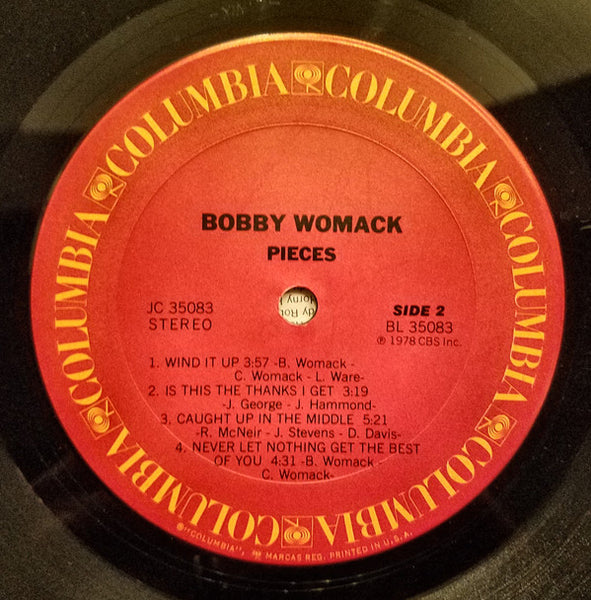 COLUMBIA COLUMBIA COLUMBIA COLUMBIA COLUMBIA COLUMBIA
BOBBY WOMACK
PIECES
JC 35083
STEREO
SIDE 2
BL 35083
℗ 1978 CBS Inc.
1. WIND IT UP 3:57 -B. Womack -
C. Womack - L. Ware-
2. IS THIS THE THANKS I GET 3:19
-J. George - J. Hammond-
3. CAUGHT UP IN THE MIDDLE 5:21
-R. McNeir - J. Stevens - D. Davis-
4. NEVER LET NOTHING GET THE BEST
OF YOU 4:31 -B. Womack -
C. Womack-
®"COLUMBIA", MARCAS REG. PRINTED IN U.S.A.